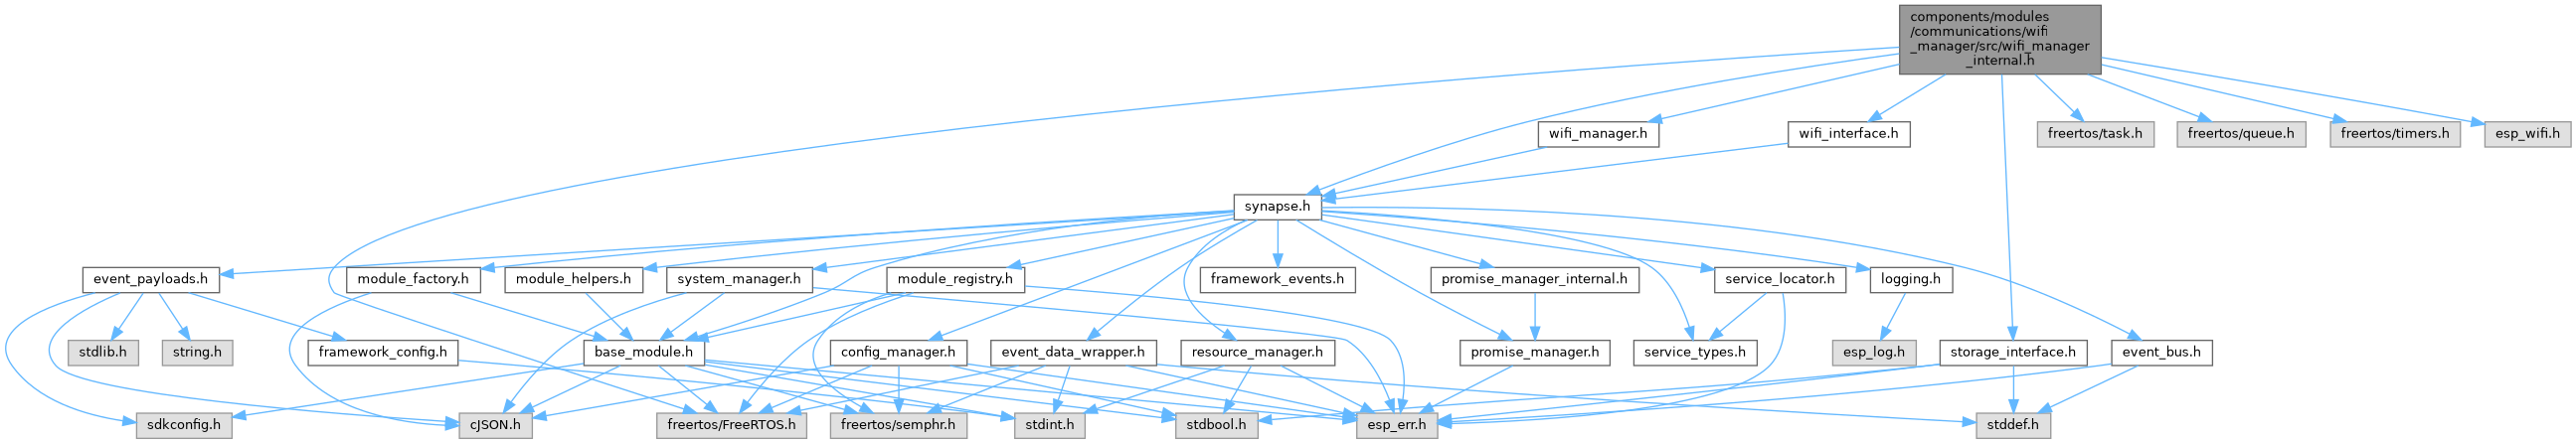 components/modules
/communications/wifi
_manager/src/wifi_manager
_internal.h
wifi_manager.h
wifi_interface.h
freertos/task.h
freertos/queue.h
freertos/timers.h
esp_wifi.h
synapse.h
event_payloads.h
module_factory.h
module_helpers.h
system_manager.h
module_registry.h
framework_events.h
promise_manager_internal.h
service_locator.h
logging.h
stdlib.h
string.h
framework_config.h
base_module.h
config_manager.h
event_data_wrapper.h
resource_manager.h
promise_manager.h
service_types.h
esp_log.h
storage_interface.h
event_bus.h
sdkconfig.h
cJSON.h
freertos/FreeRTOS.h
freertos/semphr.h
stdint.h
stdbool.h
esp_err.h
stddef.h